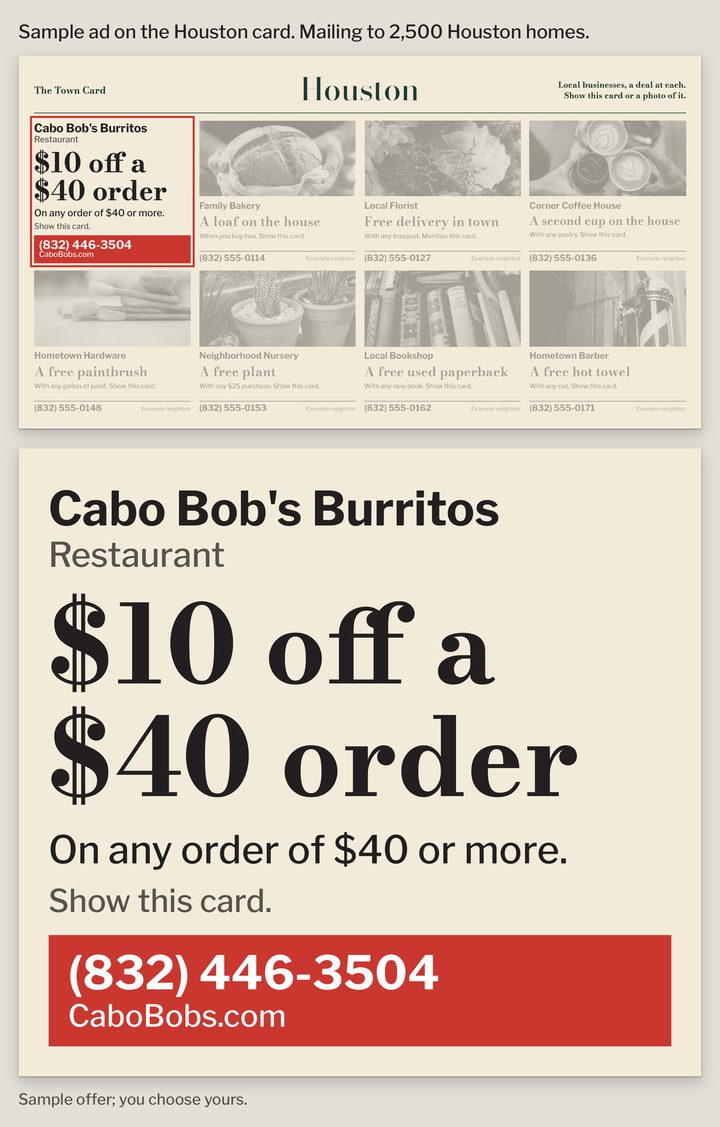 Sample ad on the Houston card. Mailing to 2,500 Houston homes.
The Town Card
Houston
Local businesses, a deal at each.
Show this card or a photo of it.
Cabo Bob's Burritos
Restaurant
$10 off a
$40 order
On any order of $40 or more.
Show this card.
(832) 446-3504
CaboBobs.com
Family Bakery
A loaf on the house
When you buy two. Show this card.
(832) 555-0114 Example neighbor
Local Florist
Free delivery in town
With any bouquet. Mention this card.
(832) 555-0127 Example neighbor
Corner Coffee House
A second cup on the house
With any pastry. Show this card.
(832) 555-0136 Example neighbor
Hometown Hardware
A free paintbrush
With any gallon of paint. Show this card.
(832) 555-0148 Example neighbor
Neighborhood Nursery
A free plant
With any $25 purchase. Show this card.
(832) 555-0153 Example neighbor
Local Bookshop
A free used paperback
With any new book. Show this card.
(832) 555-0162 Example neighbor
Hometown Barber
A free hot towel
With any cut. Show this card.
(832) 555-0171 Example neighbor
Cabo Bob's Burritos
Restaurant
$10 off a
$40 order
On any order of $40 or more.
Show this card.
(832) 446-3504
CaboBobs.com
Sample offer; you choose yours.